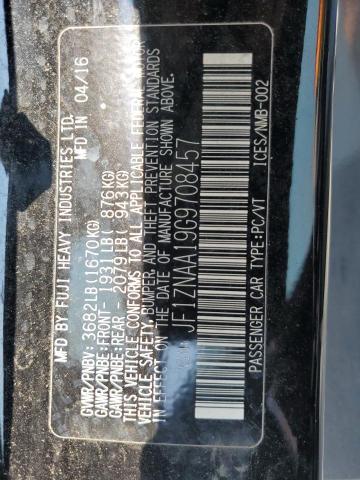 MFD BY FUJI HEAVY INDUSTRIES LTD.
MFD IN 04/16
GVWR/PNBV: 3682LB(1670KG)
GAWR/PNBE:FRONT- 1931LB( 876KG)
GAWR/PNBE:REAR - 2079LB( 943KG)
THIS VEHICLE CONFORMS TO ALL APPLICABLE FEDERAL MOTOR
VEHICLE SAFETY, BUMPER, AND THEFT PREVENTION STANDARDS
IN EFFECT ON THE DATE OF MANUFACTURE SHOWN ABOVE.
JF1ZNAA19G9708457
PASSENGER CAR TYPE:PC/VT
ICES/NMB-002